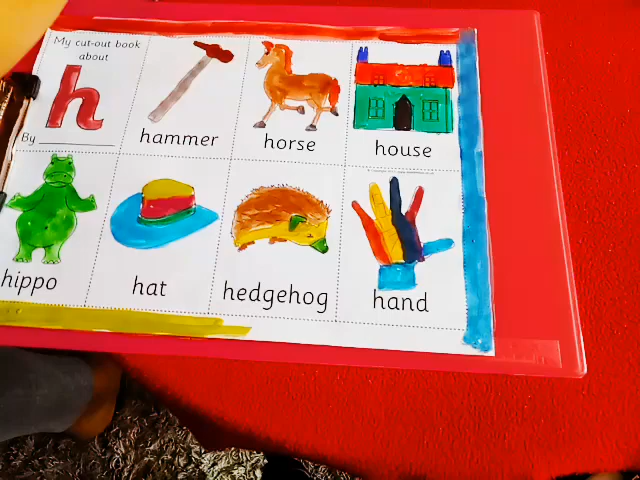 My cut-out book
about
h
By
hammer
horse
house
hippo
hat
hedgehog
hand